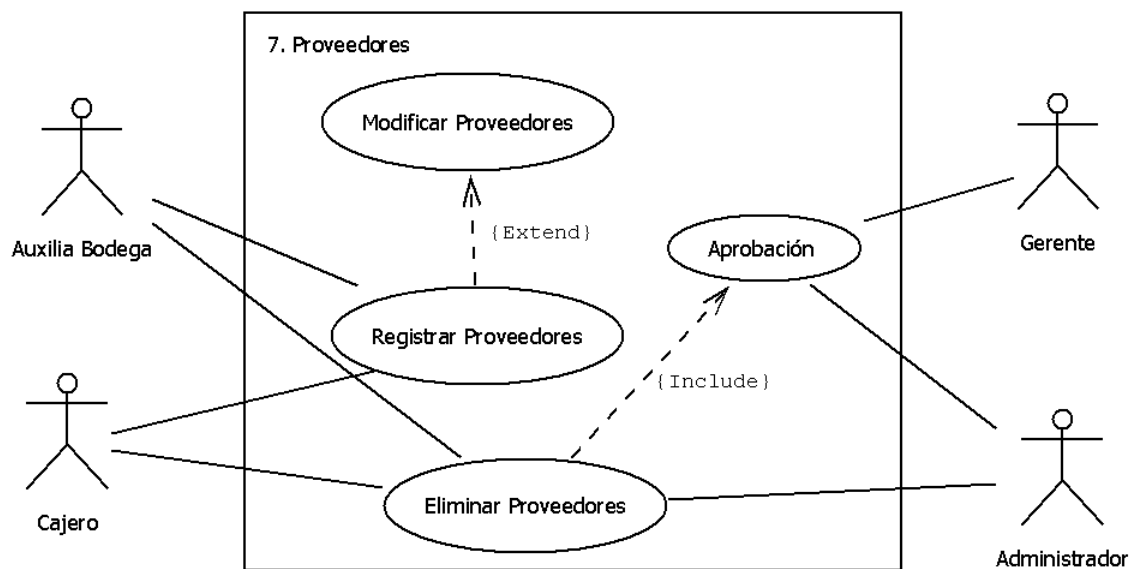 7. Proveedores
Modificar Proveedores
Auxilia Bodega
{Extend}
Aprobación
Gerente
Registrar Proveedores
{Include}
Cajero
Eliminar Proveedores
Administrador